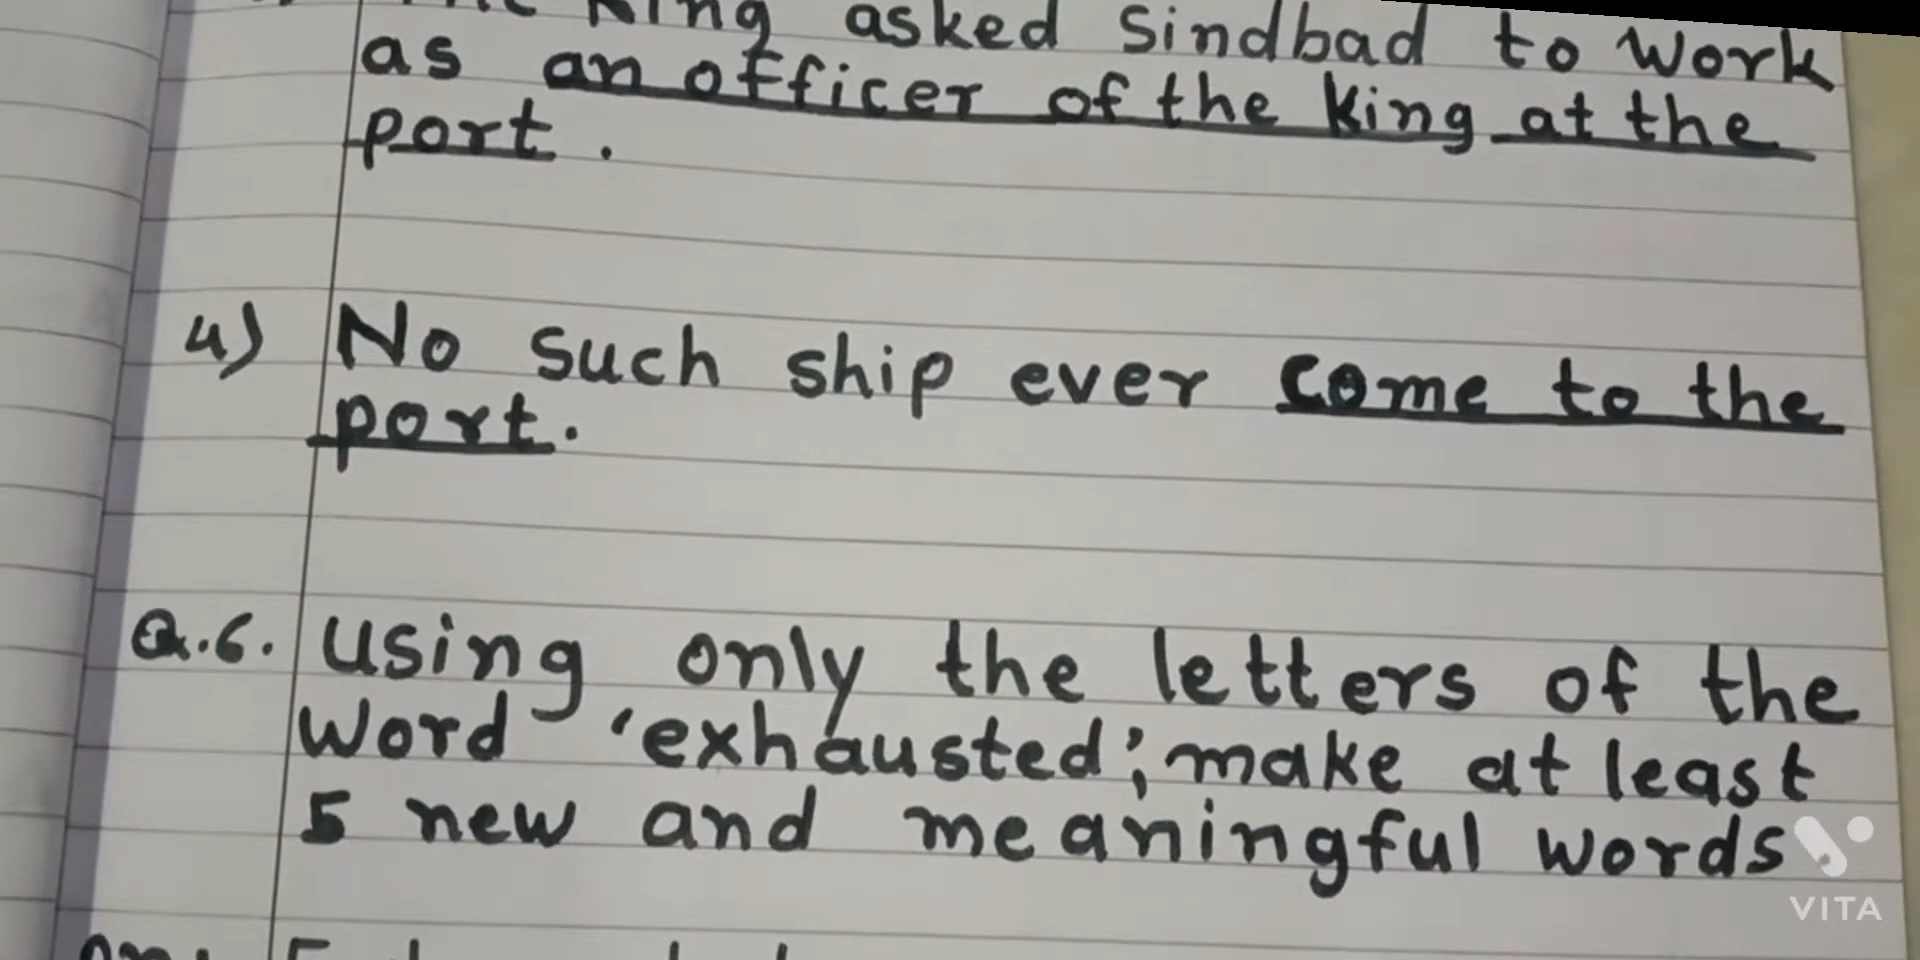 King asked Sindbad to work
as an officer of the king at the
port.
4) No such ship ever come to the
port.
Q.6. using only the letters of the
word 'exhausted', make at least
5 new and meaningful words
VITA